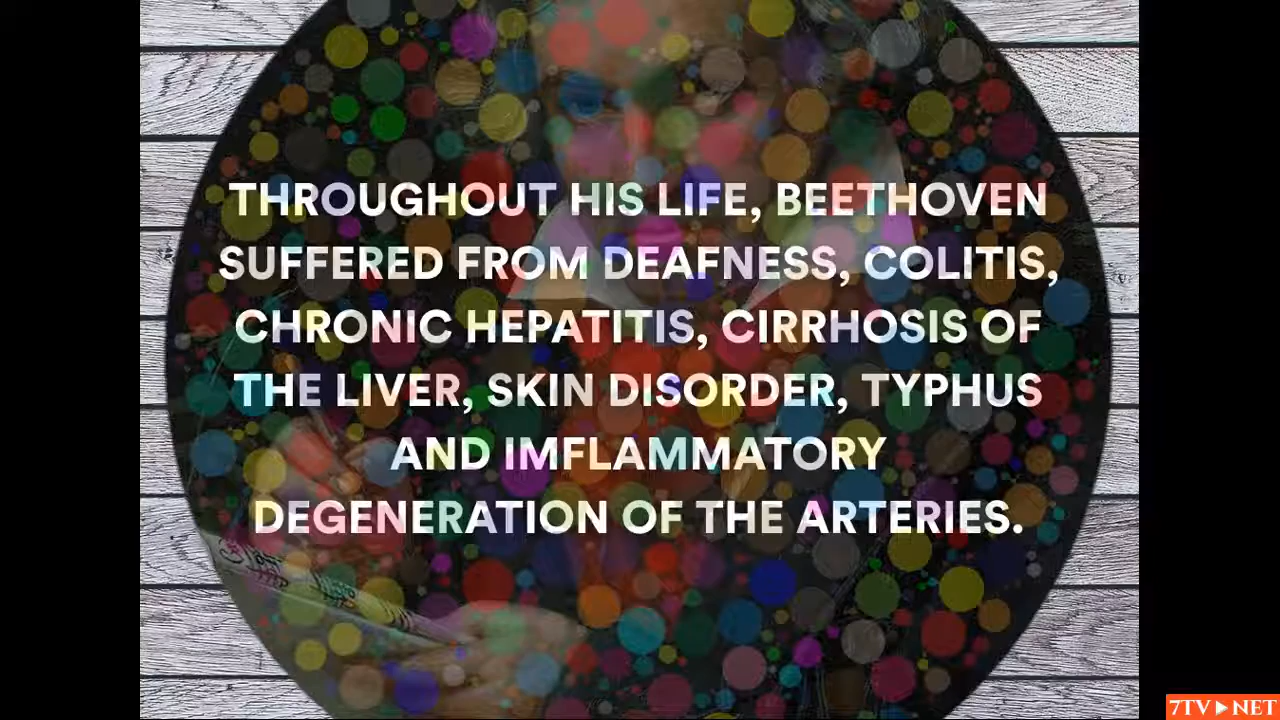 THROUGHOUT HIS LIFE, BEETHOVEN
SUFFERED FROM DEAFNESS, COLITIS,
CHRONIC HEPATITIS, CIRRHOSIS OF
THE LIVER, SKIN DISORDER, TYPHUS
AND IMFLAMMATORY
DEGENERATION OF THE ARTERIES.
7TV NET